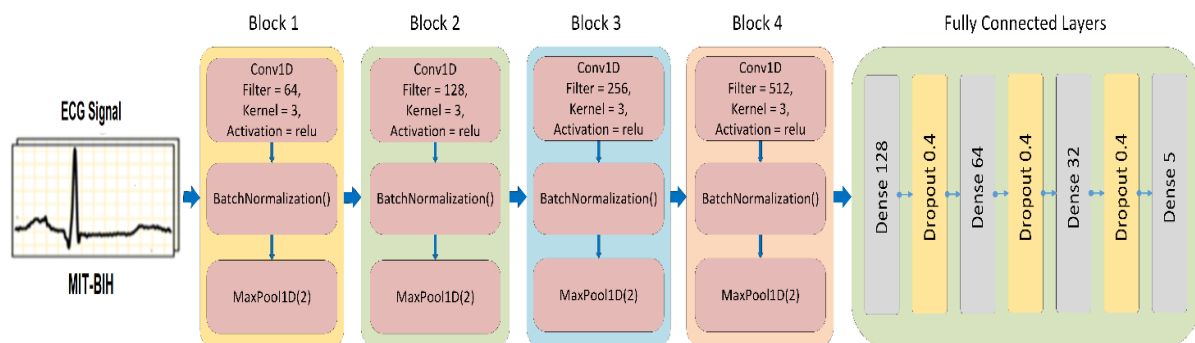 Block 1
Block 2
Block 3
Block 4
Fully Connected Layers
ECG Signal
MIT-BIH
Conv1D
Filter = 64,
Kernel = 3,
Activation = relu
BatchNormalization()
MaxPool1D(2)
Conv1D
Filter = 128,
Kernel = 3,
Activation = relu
BatchNormalization()
MaxPool1D(2)
Conv1D
Filter = 256,
Kernel = 3,
Activation = relu
BatchNormalization()
MaxPool1D(2)
Conv1D
Filter = 512,
Kernel = 3,
Activation = relu
BatchNormalization()
MaxPool1D(2)
Dense 128
Dropout 0.4
Dense 64
Dropout 0.4
Dense 32
Dropout 0.4
Dense 5